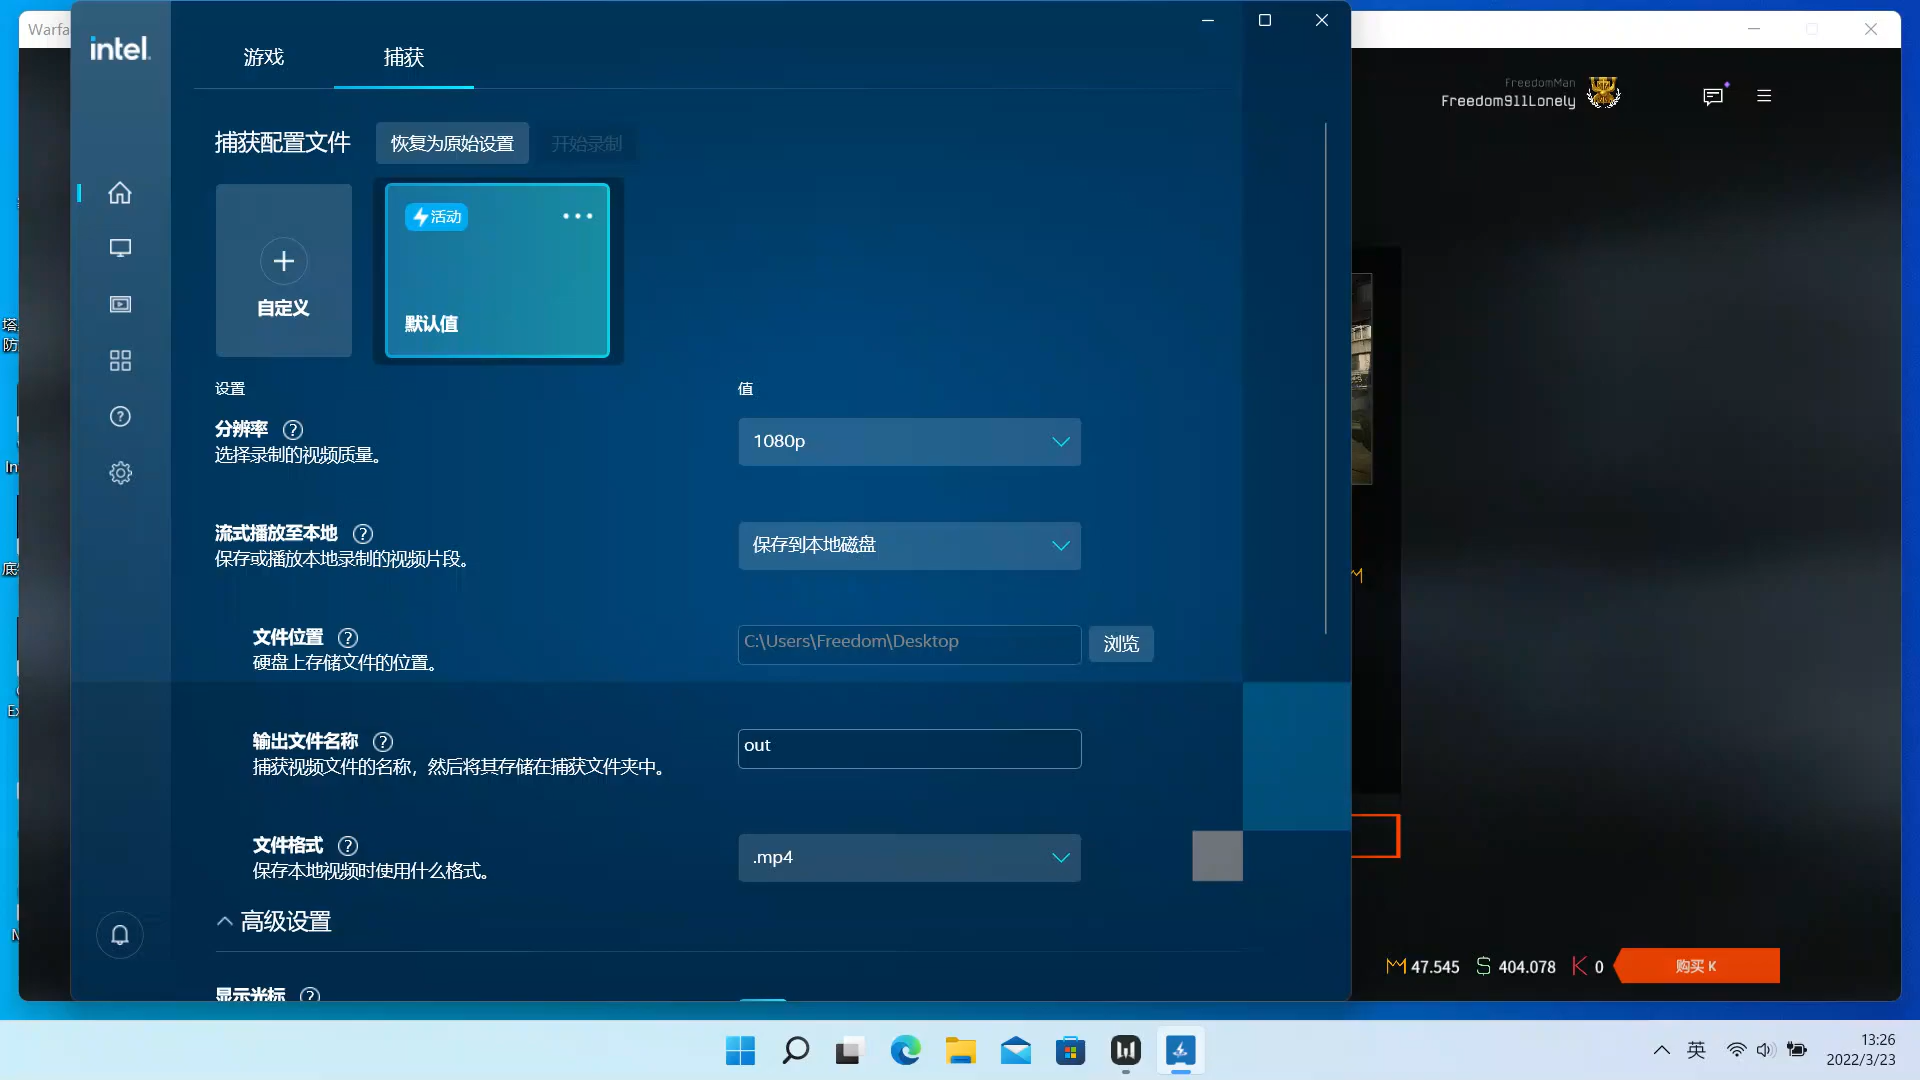 Warfa
intel.
游戏
捕获
FreedomMan
Freedom911Lonely
捕获配置文件
恢复为原始设置
开始录制
活动
自定义
默认值
设置
值
分辨率
选择录制的视频质量。
1080p
流式播放至本地
保存或播放本地录制的视频片段。
保存到本地磁盘
文件位置
硬盘上存储文件的位置。
C:\Users\Freedom\Desktop
浏览
输出文件名称
捕获视频文件的名称，然后将其存储在捕获文件夹中。
out
文件格式
保存本地视频时使用什么格式。
.mp4
高级设置
显示光标
47.545
404.078
0
购买 K
英
13:26
2022/3/23